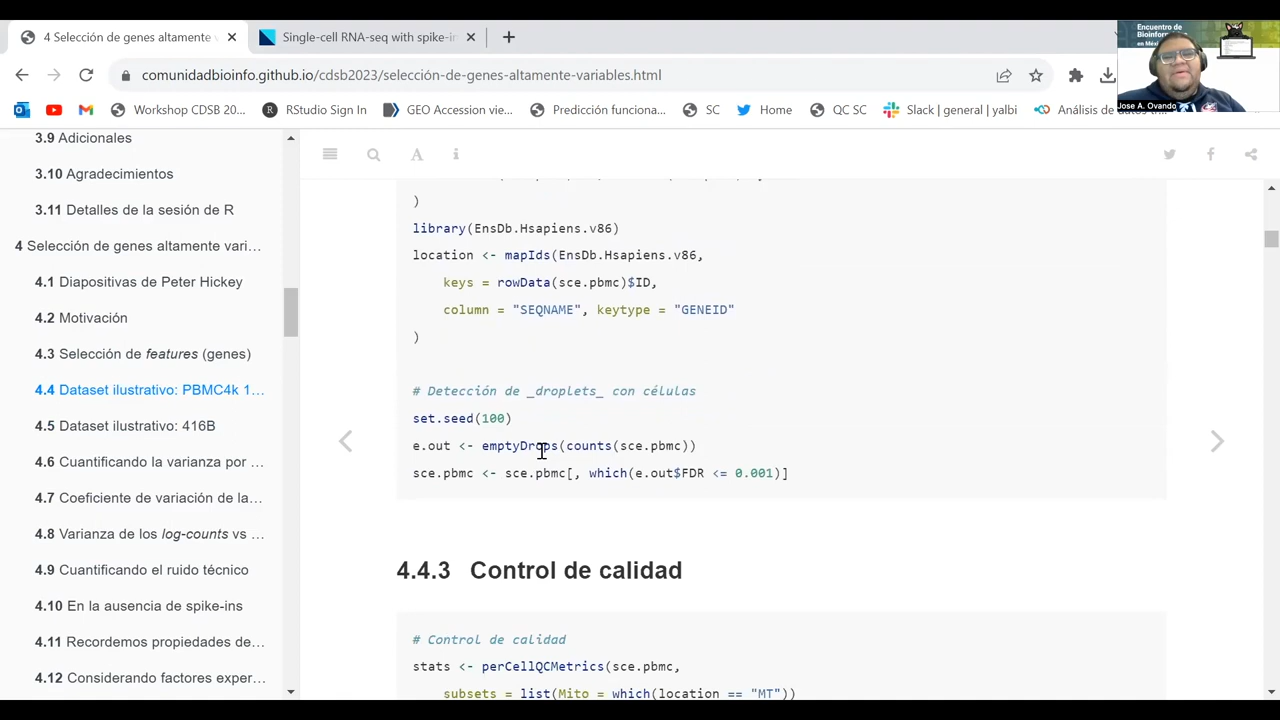 4 Selección de genes altamente
Single-cell RNA-seq with spike-in
comunidadbioinfo.github.io/cdsb2023/selección-de-genes-altamente-variables.html
Encuentro de
Bioinfor
en Méxi
Jose A. Ovando
Workshop CDSB 20...
RStudio Sign In
GEO Accession vie...
Predicción funciona...
SC
Home
QC SC
Slack | general | yalbi
Análisis de datos
3.9 Adicionales
3.10 Agradecimientos
3.11 Detalles de la sesión de R
4 Selección de genes altamente vari...
4.1 Diapositivas de Peter Hickey
4.2 Motivación
4.3 Selección de features (genes)
4.4 Dataset ilustrativo: PBMC4k 1...
4.5 Dataset ilustrativo: 416B
4.6 Cuantificando la varianza por ...
4.7 Coeficiente de variación de la...
4.8 Varianza de los log-counts vs ...
4.9 Cuantificando el ruido técnico
4.10 En la ausencia de spike-ins
4.11 Recordemos propiedades de...
4.12 Considerando factores exper...
)
library(EnsDb.Hsapiens.v86)
location <- mapIds(EnsDb.Hsapiens.v86,
keys = rowData(sce.pbmc)$ID,
column = "SEQNAME", keytype = "GENEID"
)
# Detección de _droplets_ con células
set.seed(100)
e.out <- emptyDrops(counts(sce.pbmc))
sce.pbmc <- sce.pbmc[, which(e.out$FDR <= 0.001)]
4.4.3 Control de calidad
# Control de calidad
stats <- perCellQCMetrics(sce.pbmc,
subsets = list(Mito = which(location == "MT"))